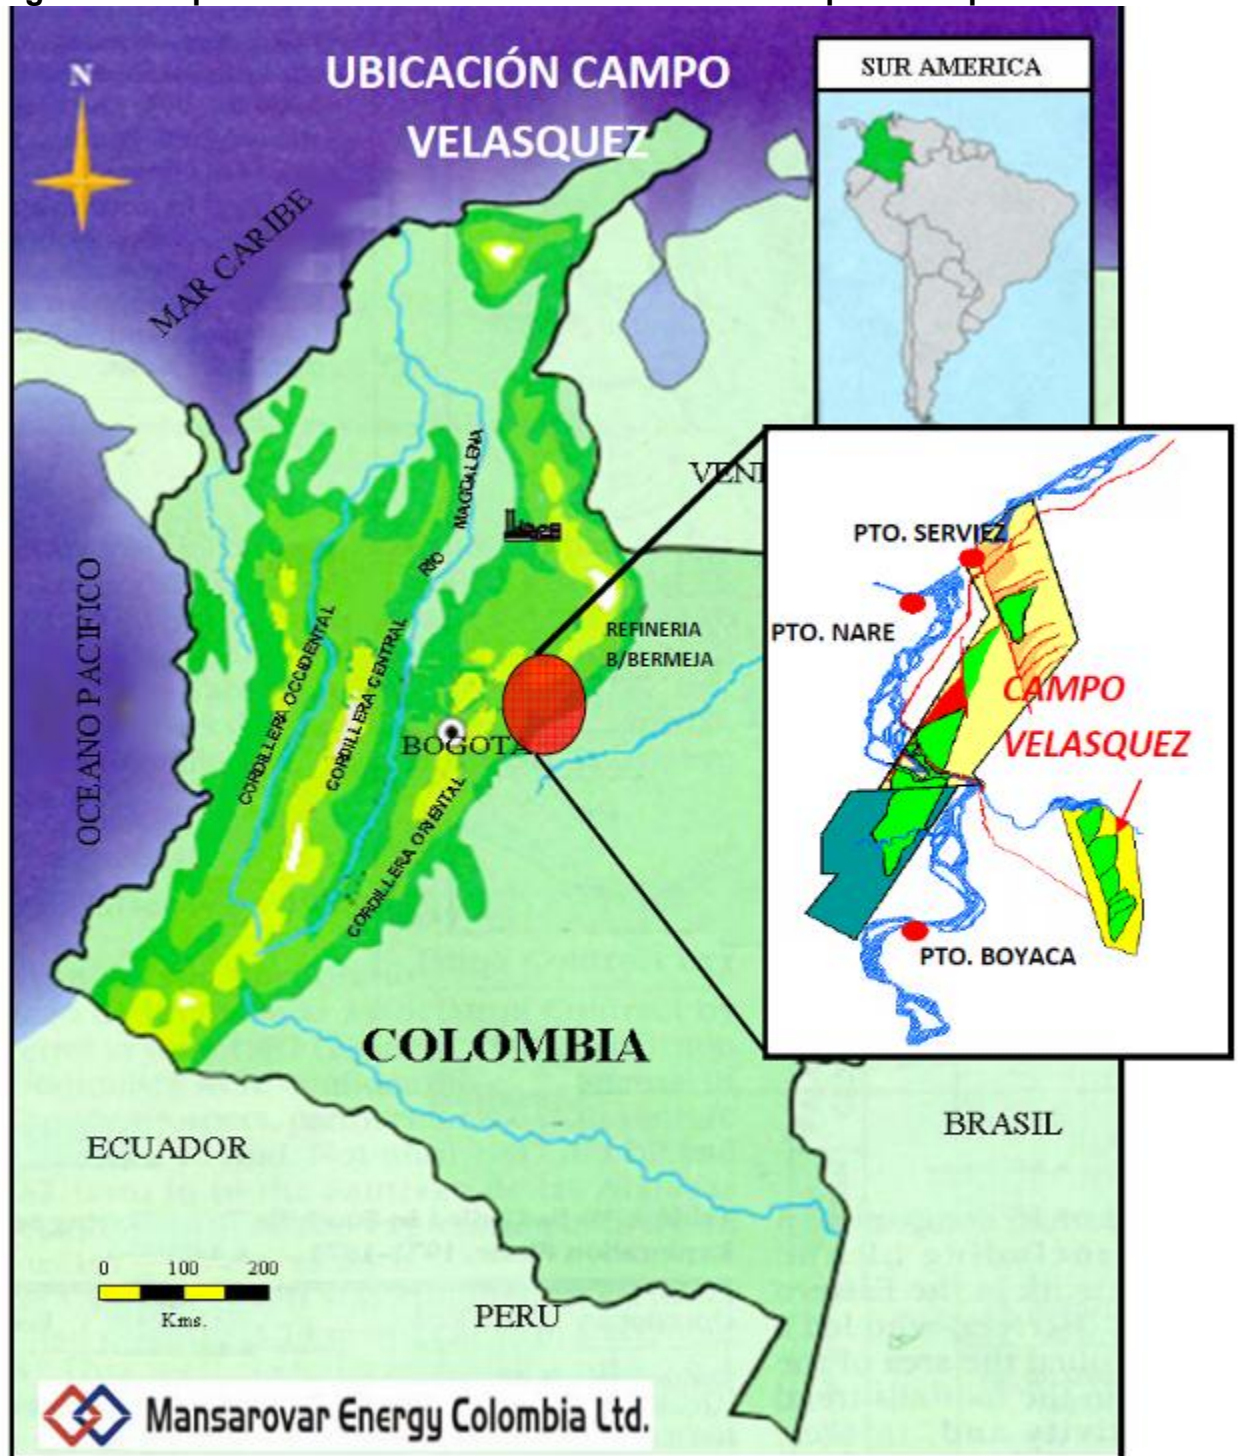 UBICACIÓN CAMPO
VELASQUEZ
N
SUR AMERICA
MAR CARIBE
VEN
MAGDALENA
RIO
PTO. SERVIEZ
PTO. NARE
OCEANO PACIFICO
CORDILLERA OCCIDENTAL
CORDILLERA CENTRAL
REFINERIA
B/BERMEJA
CAMPO
VELASQUEZ
BOGOTA
CORDILLERA ORIENTAL
PTO. BOYACA
COLOMBIA
ECUADOR
BRASIL
0 100 200
Kms.
PERU
Mansarovar Energy Colombia Ltd.